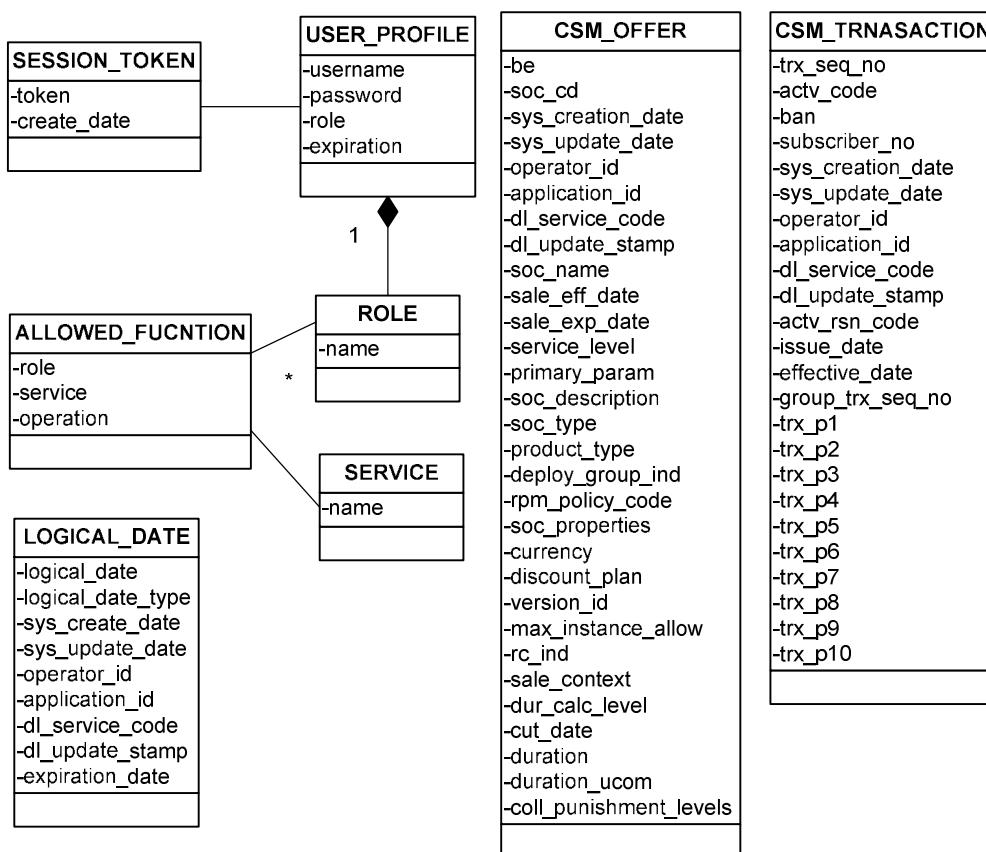 SESSION_TOKEN
-token
-create_date
USER_PROFILE
-username
-password
-role
-expiration
1
ROLE
-name
ALLOWED_FUCNTION
-role
-service
-operation
*
SERVICE
-name
LOGICAL_DATE
-logical_date
-logical_date_type
-sys_create_date
-sys_update_date
-operator_id
-application_id
-dl_service_code
-dl_update_stamp
-expiration_date
CSM_OFFER
-be
-soc_cd
-sys_creation_date
-sys_update_date
-operator_id
-application_id
-dl_service_code
-dl_update_stamp
-soc_name
-sale_eff_date
-sale_exp_date
-service_level
-primary_param
-soc_description
-soc_type
-product_type
-deploy_group_ind
-rpm_policy_code
-soc_properties
-currency
-discount_plan
-version_id
-max_instance_allow
-rc_ind
-sale_context
-dur_calc_level
-cut_date
-duration
-duration_ucom
-coll_punishment_levels
CSM_TRNASACTION
-trx_seq_no
-actv_code
-ban
-subscriber_no
-sys_creation_date
-sys_update_date
-operator_id
-application_id
-dl_service_code
-dl_update_stamp
-actv_rsn_code
-issue_date
-effective_date
-group_trx_seq_no
-trx_p1
-trx_p2
-trx_p3
-trx_p4
-trx_p5
-trx_p6
-trx_p7
-trx_p8
-trx_p9
-trx_p10